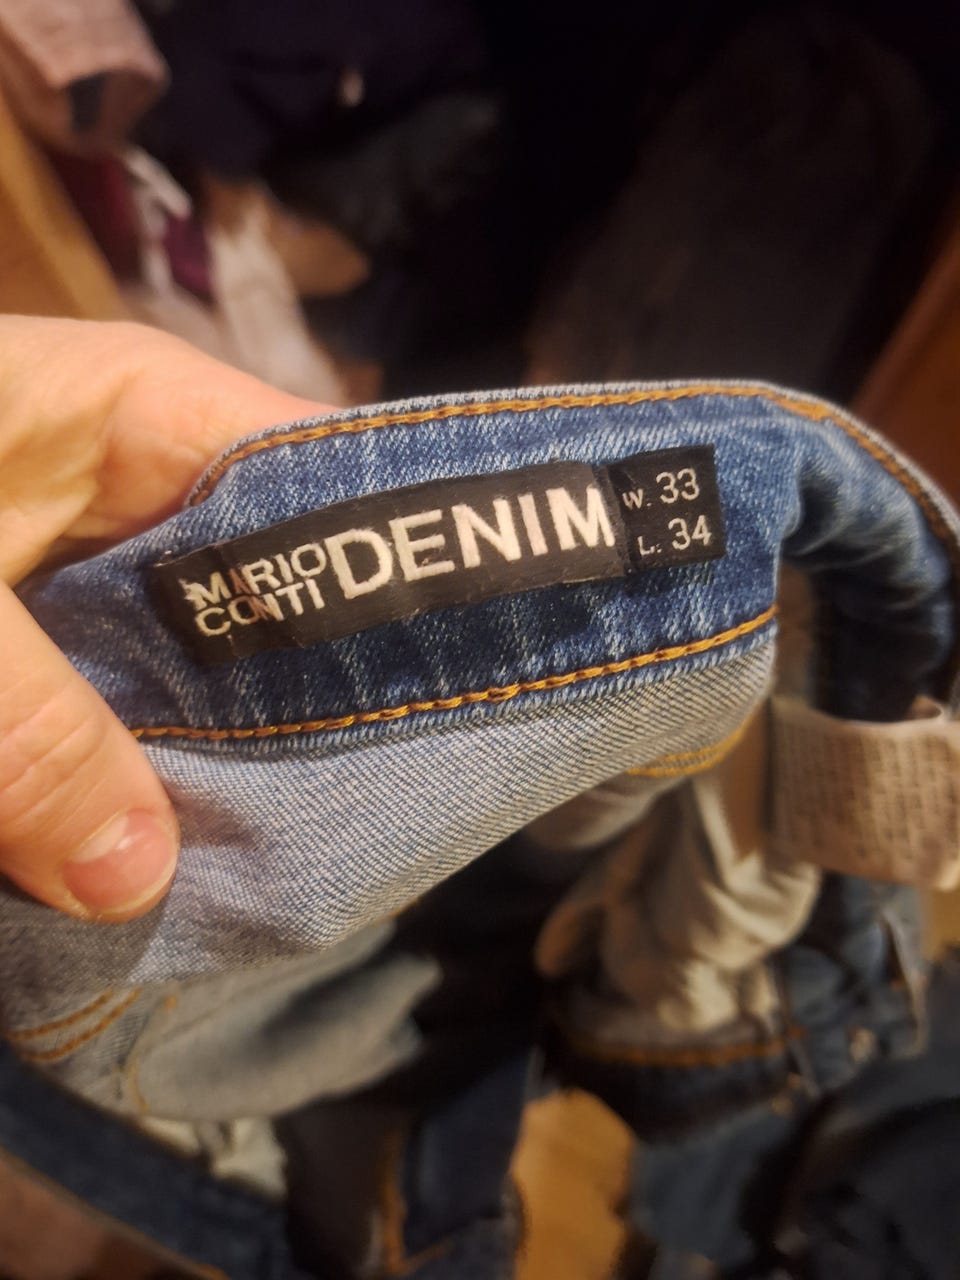 MARIO
CONTI
DENIM
W. 33
L. 34